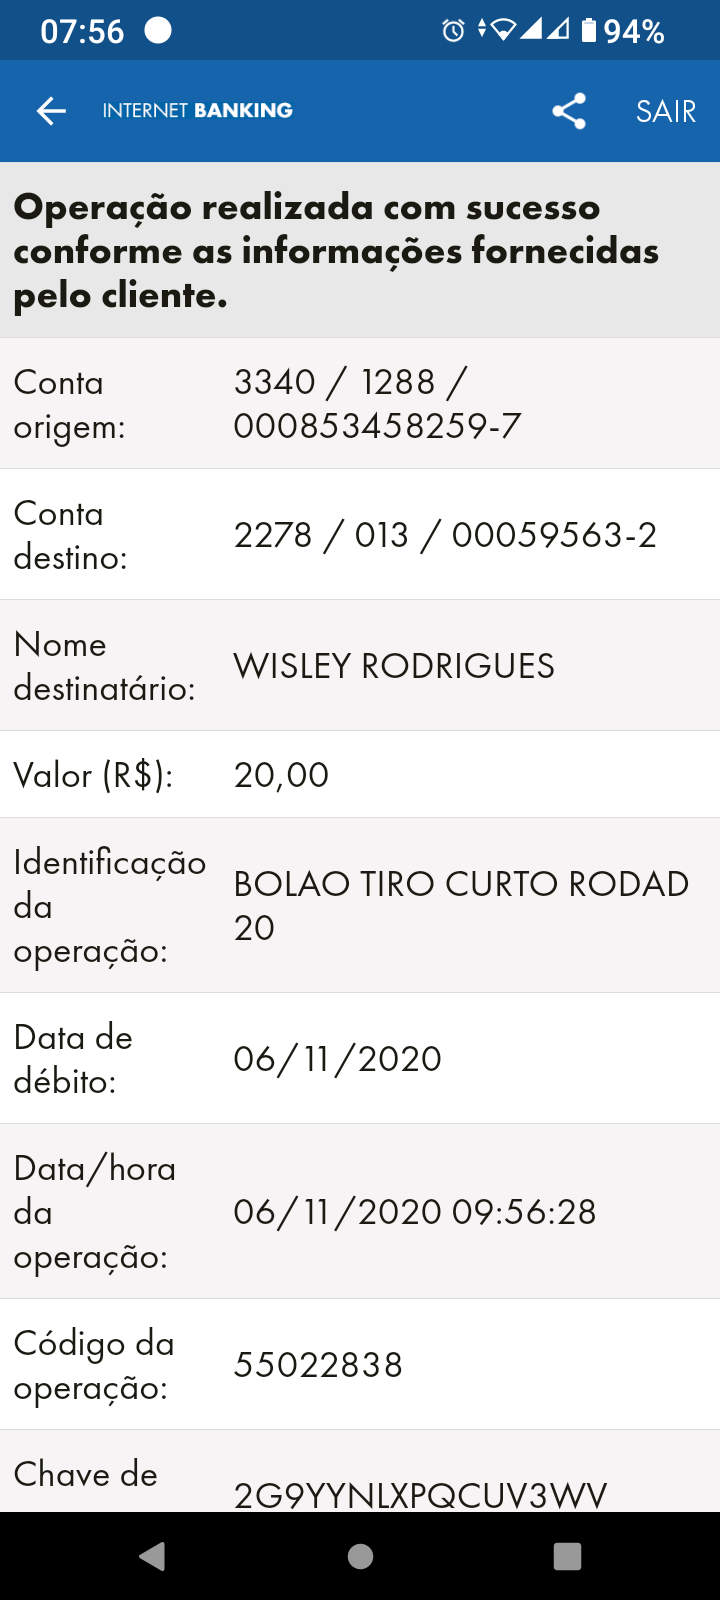 07:56 94%
INTERNET BANKING SAIR
Operação realizada com sucesso
conforme as informações fornecidas
pelo cliente.
Conta
origem:
3340 / 1288 /
000853458259-7
Conta
destino:
2278 / 013 / 00059563-2
Nome
destinatário:
WISLEY RODRIGUES
Valor (R$): 20,00
Identificação
da
operação:
BOLAO TIRO CURTO RODAD
20
Data de
débito:
06/11/2020
Data/hora
da
operação:
06/11/2020 09:56:28
Código da
operação:
55022838
Chave de
2G9YYNLXPQCUV3WV